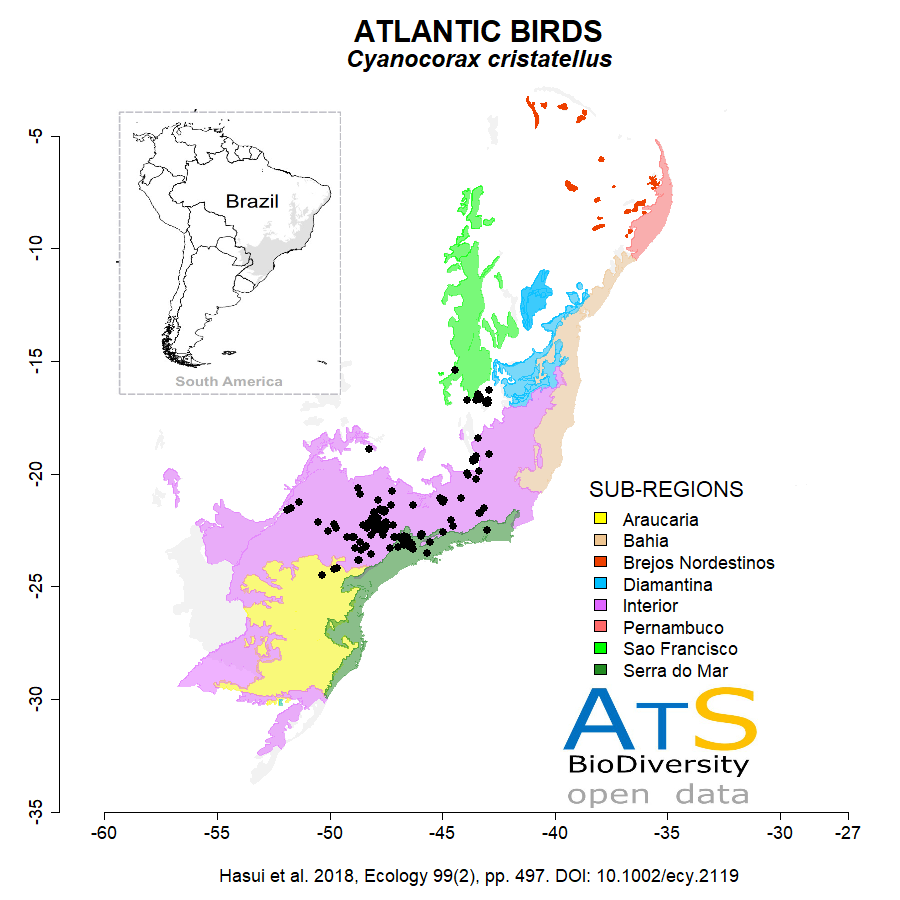 ATLANTIC BIRDS
Cyanocorax cristatellus
Brazil
South America
-5
-10
-15
-20
-25
-30
-35
SUB-REGIONS
Araucaria
Bahia
Brejos Nordestinos
Diamantina
Interior
Pernambuco
Sao Francisco
Serra do Mar
ATS
BioDiversity
open data
-60 -55 -50 -45 -40 -35 -30 -27
Hasui et al. 2018, Ecology 99(2), pp. 497. DOI: 10.1002/ecy.2119